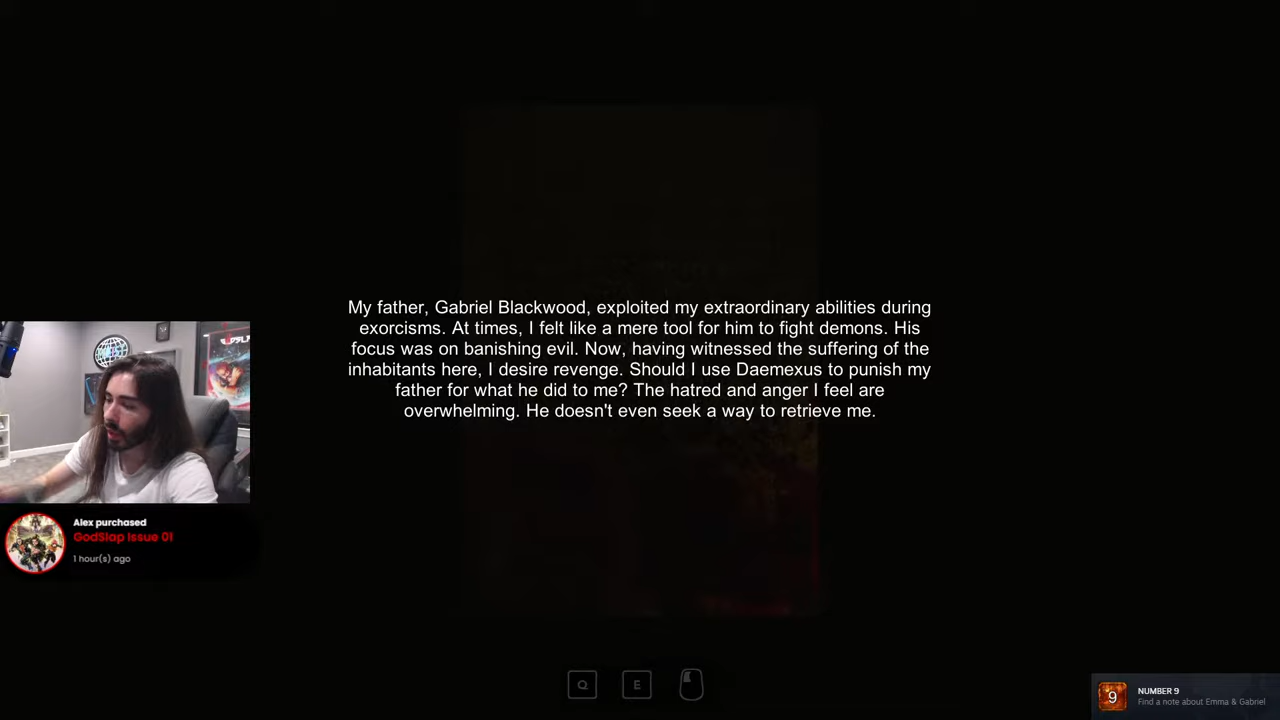 My father, Gabriel Blackwood, exploited my extraordinary abilities during
exorcisms. At times, I felt like a mere tool for him to fight demons. His
focus was on banishing evil. Now, having witnessed the suffering of the
inhabitants here, I desire revenge. Should I use Daemexus to punish my
father for what he did to me? The hatred and anger I feel are
overwhelming. He doesn't even seek a way to retrieve me.
Alex purchased
GodSlap Issue 01
1 hour(s) ago
Q
E
9
NUMBER 9
Find a note about Emma & Gabriel